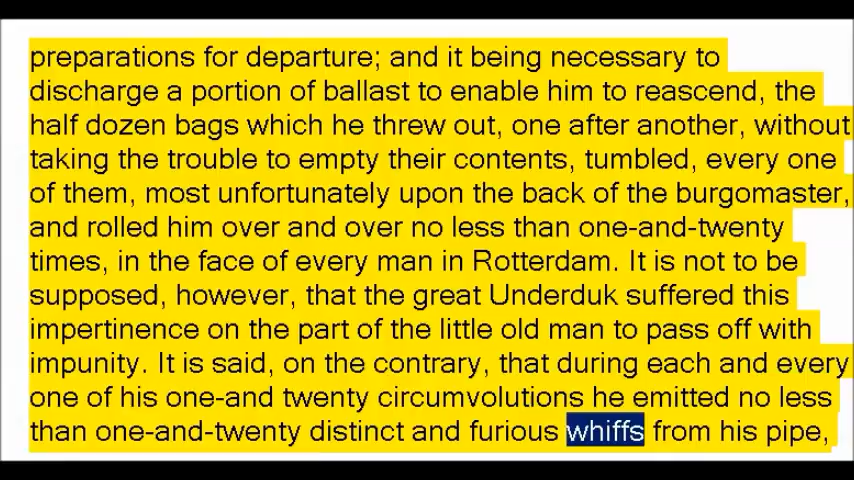 preparations for departure; and it being necessary to
discharge a portion of ballast to enable him to reascend, the
half dozen bags which he threw out, one after another, without
taking the trouble to empty their contents, tumbled, every one
of them, most unfortunately upon the back of the burgomaster,
and rolled him over and over no less than one-and-twenty
times, in the face of every man in Rotterdam. It is not to be
supposed, however, that the great Underduk suffered this
impertinence on the part of the little old man to pass off with
impunity. It is said, on the contrary, that during each and every
one of his one-and twenty circumvolutions he emitted no less
than one-and-twenty distinct and furious whiffs from his pipe,